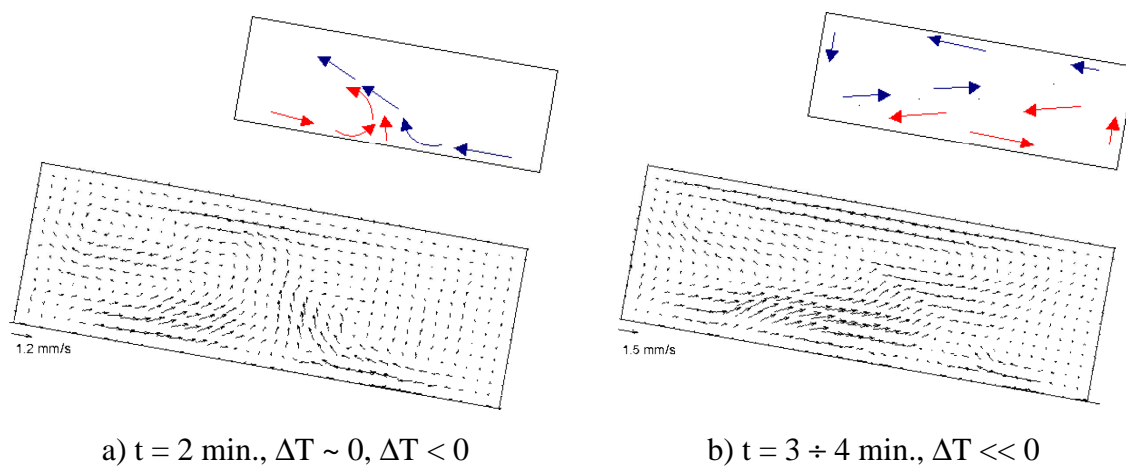 1.2 mm/s
1.5 mm/s
a) t = 2 min., ΔT ~ 0, ΔT < 0
b) t = 3 ÷ 4 min., ΔT << 0